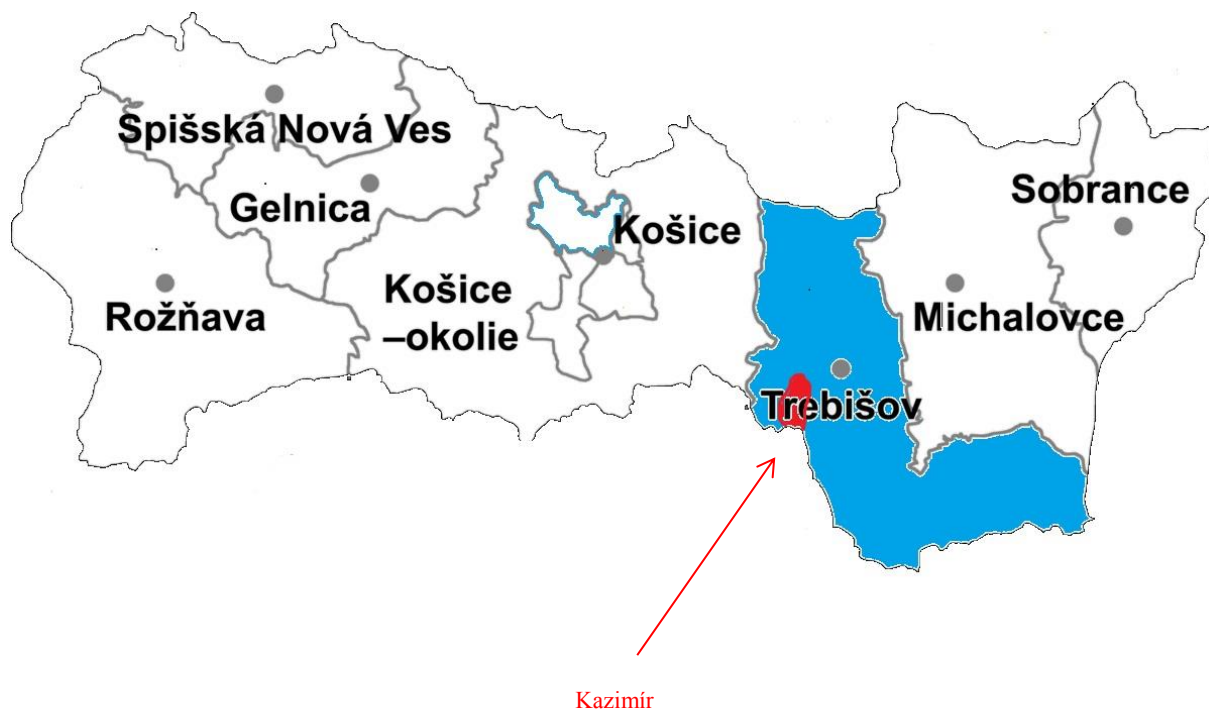 Spišská Nová Ves
Gelnica
Rožňava
Košice
Košice
–okolie
Trebišov
Michalovce
Sobrance
Kazimír